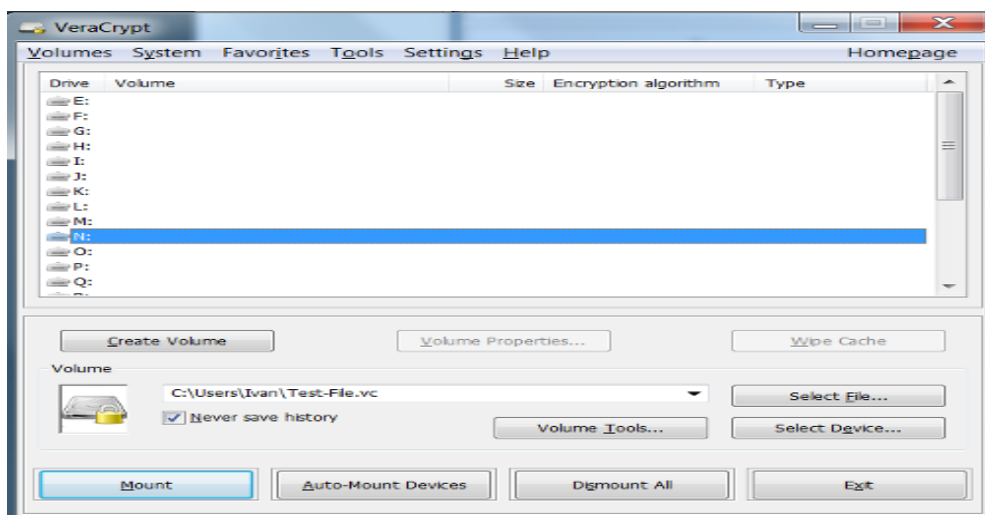 VeraCrypt
Volumes System Favorites Tools Settings Help Homepage
Drive Volume Size Encryption algorithm Type
E:
F:
G:
H:
I:
J:
K:
L:
M:
N:
O:
P:
Q:
Create Volume Volume Properties... Wipe Cache
Volume
C:\Users\Ivan\Test-File.vc Select File...
Never save history
Volume Tools... Select Device...
Mount Auto-Mount Devices Dismount All Exit